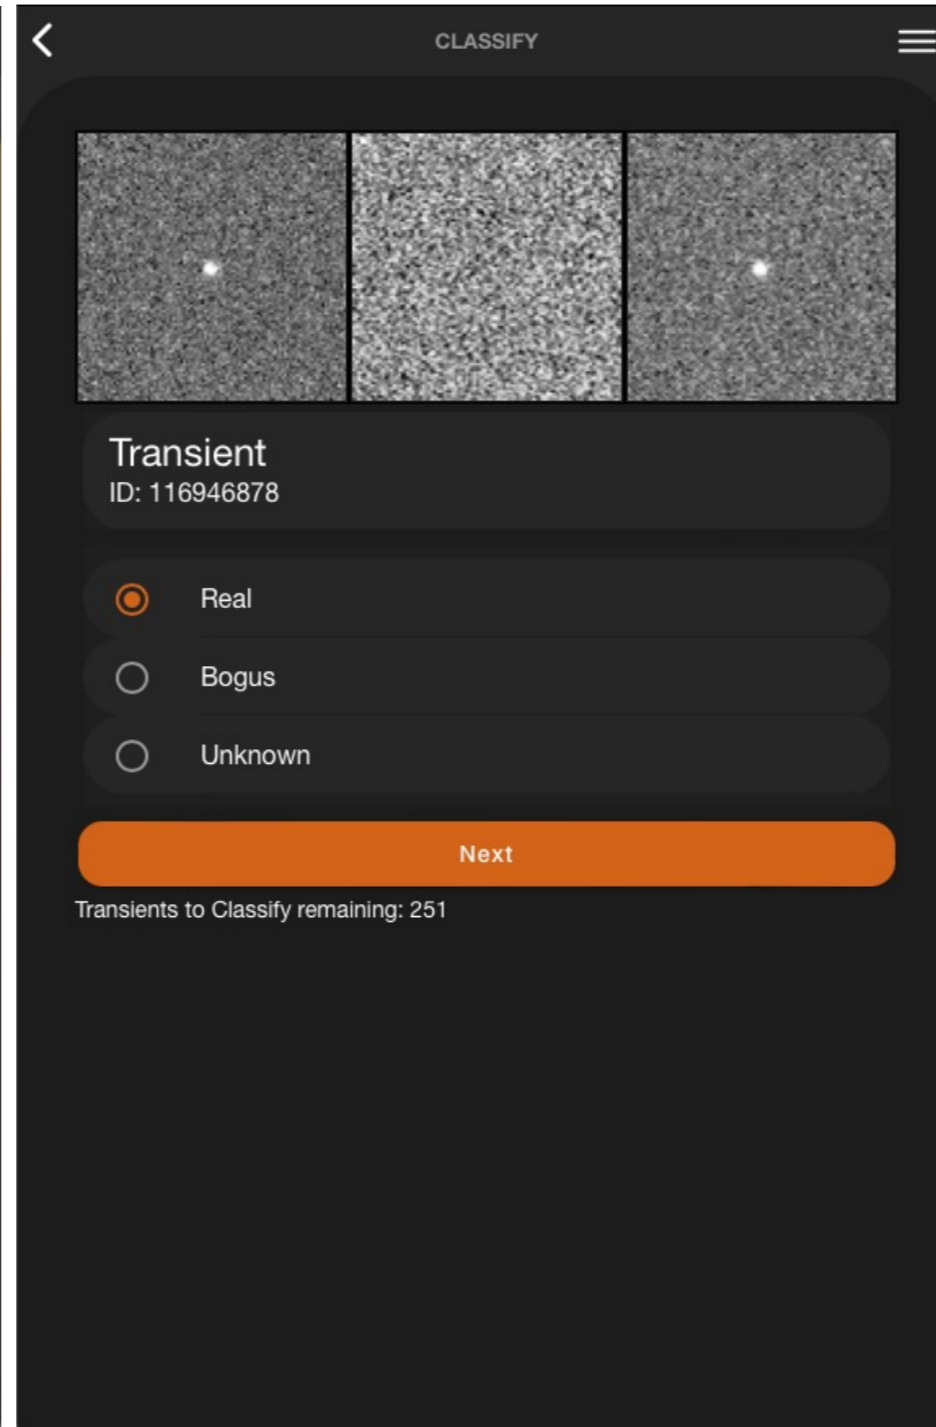 CLASSIFY
Transient
ID: 116946878
Real
Bogus
Unknown
Next
Transients to Classify remaining: 251